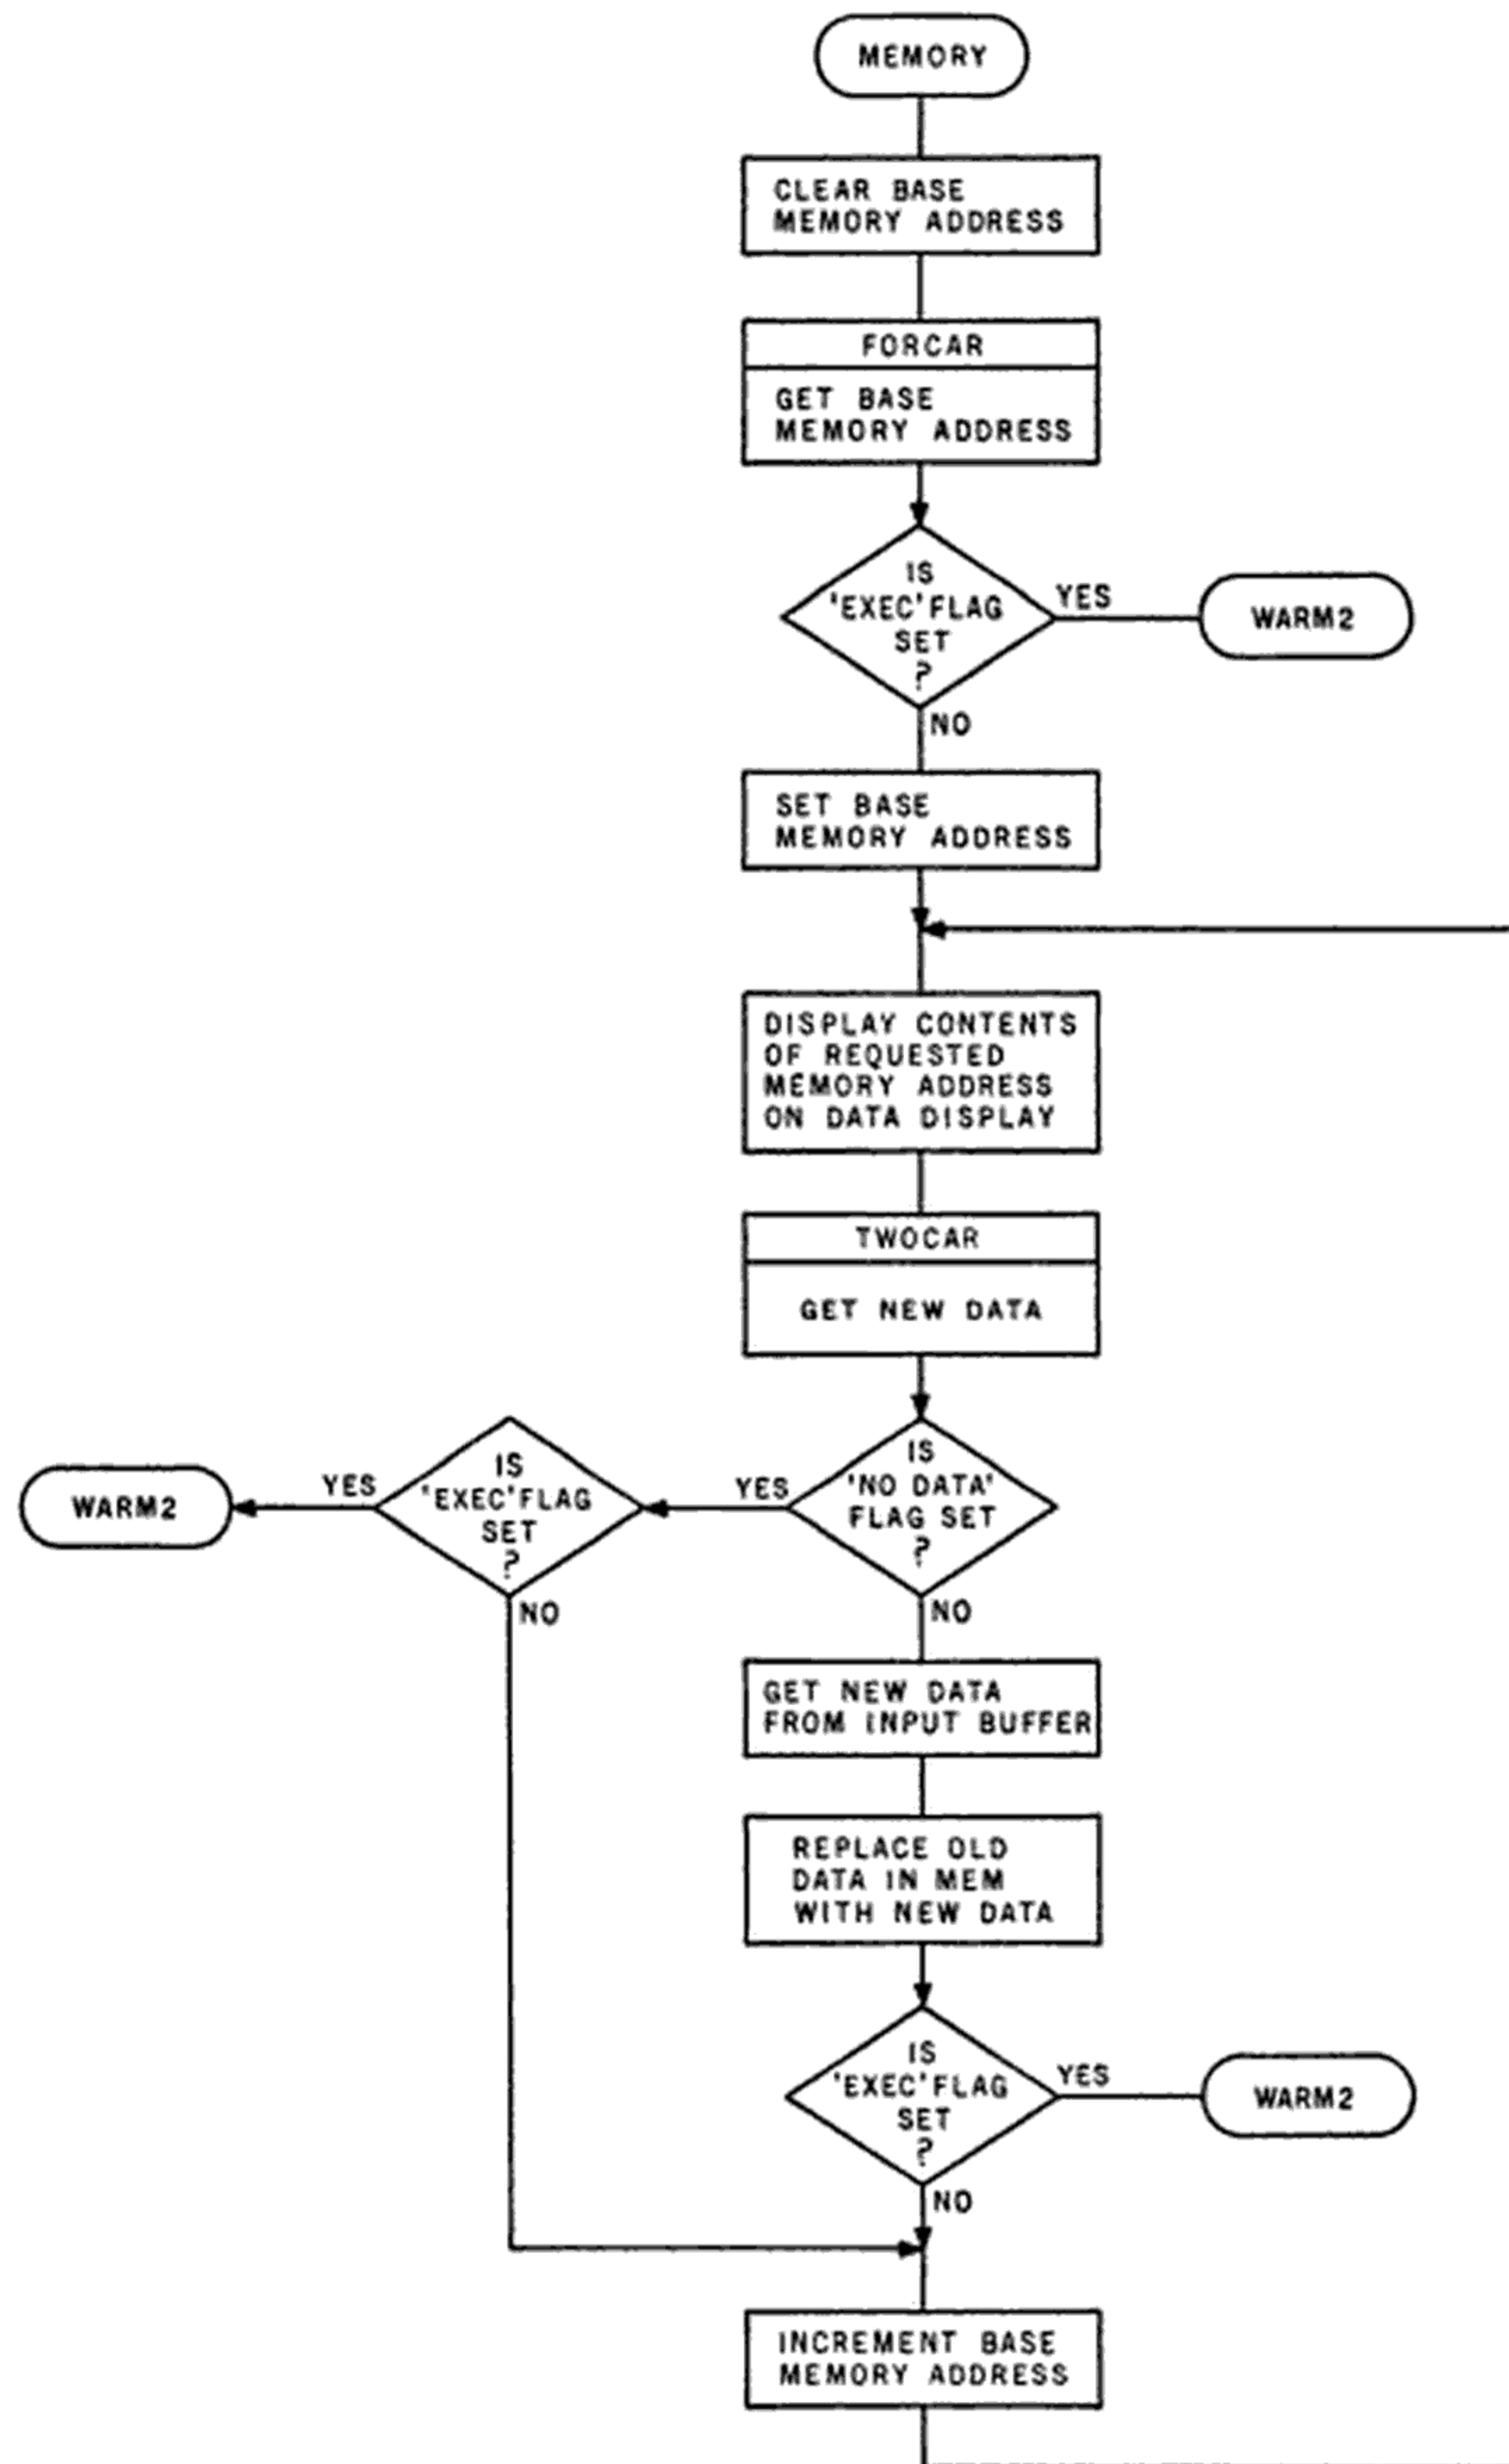 MEMORY
CLEAR BASE
MEMORY ADDRESS
FORCAR
GET BASE
MEMORY ADDRESS
IS
'EXEC' FLAG
SET
?
YES
WARM2
NO
SET BASE
MEMORY ADDRESS
DISPLAY CONTENTS
OF REQUESTED
MEMORY ADDRESS
ON DATA DISPLAY
TWOCAR
GET NEW DATA
IS
'NO DATA'
FLAG SET
?
YES
IS
'EXEC' FLAG
SET
?
YES
WARM2
NO
NO
GET NEW DATA
FROM INPUT BUFFER
REPLACE OLD
DATA IN MEM
WITH NEW DATA
IS
'EXEC' FLAG
SET
?
YES
WARM2
NO
INCREMENT BASE
MEMORY ADDRESS